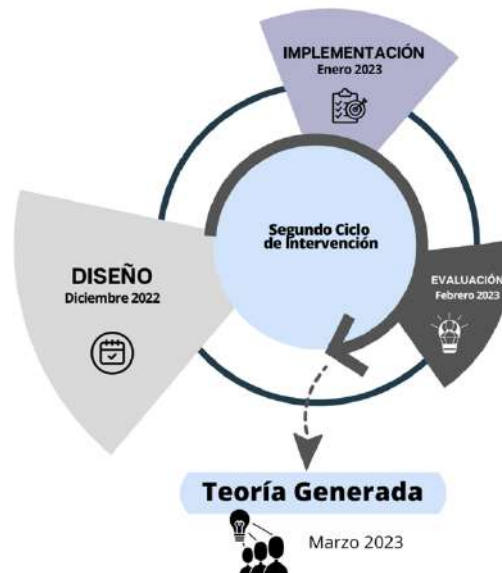 IMPLEMENTACIÓN
Enero 2023
Segundo Ciclo
de Intervención
DISEÑO
Diciembre 2022
EVALUACIÓN
Febrero 2023
Teoría Generada
Marzo 2023